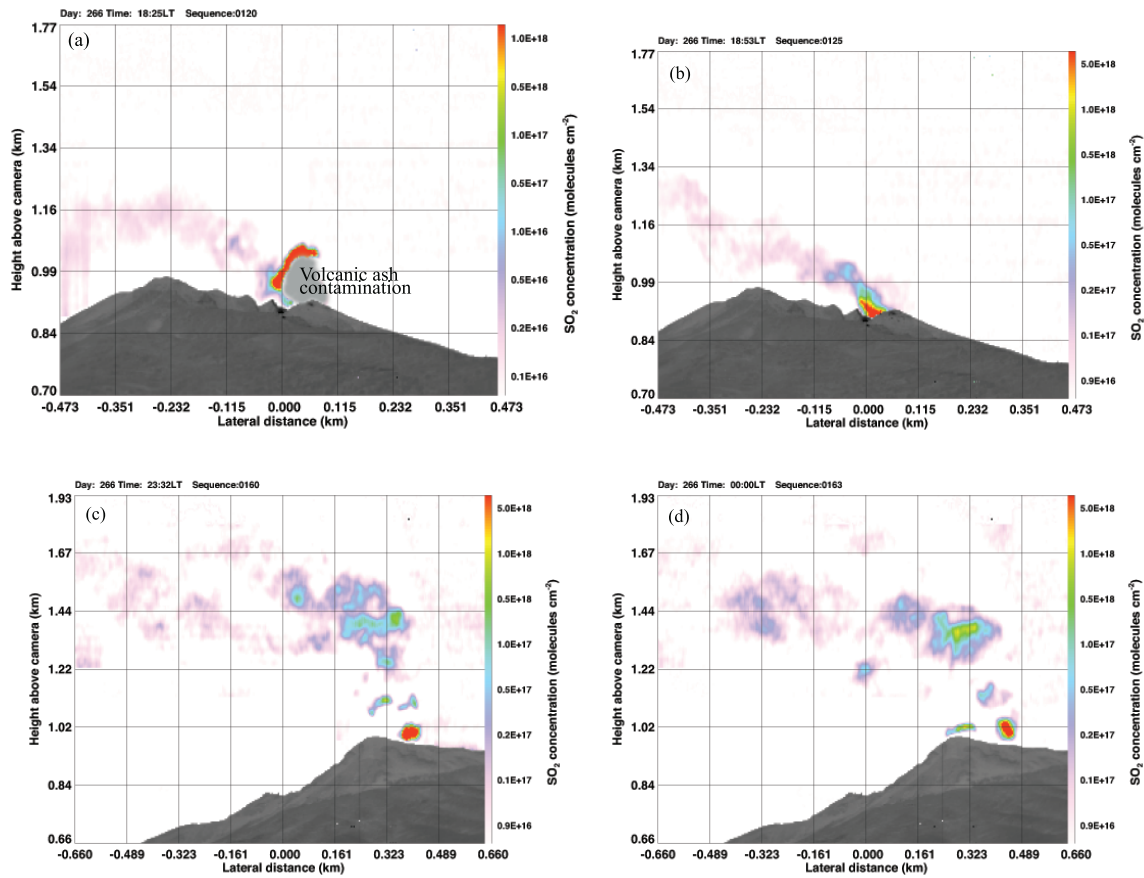 Day: 266 Time: 18:25LT Sequence:0120
(a)
Height above camera (km)
1.77
1.54
1.34
1.16
0.99
0.84
0.70
Volcanic ash
contamination
-0.473 -0.351 -0.232 -0.115 0.000 0.115 0.232 0.351 0.473
Lateral distance (km)
1.0E+18
0.5E+18
1.0E+17
0.5E+17
1.0E+16
0.5E+16
0.2E+16
0.1E+16
SO2 concentration (molecules cm-2)
Day: 266 Time: 18:53LT Sequence:0125
(b)
Height above camera (km)
1.77
1.54
1.34
1.16
0.99
0.84
0.70
-0.473 -0.351 -0.232 -0.115 0.000 0.115 0.232 0.351 0.473
Lateral distance (km)
5.0E+18
1.0E+18
0.5E+18
1.0E+17
0.5E+17
0.2E+17
0.1E+17
0.9E+16
SO2 concentration (molecules cm-2)
Day: 266 Time: 23:32LT Sequence:0160
(c)
Height above camera (km)
1.93
1.67
1.44
1.22
1.02
0.84
0.66
-0.660 -0.489 -0.323 -0.161 0.000 0.161 0.323 0.489 0.660
Lateral distance (km)
5.0E+18
1.0E+18
0.5E+18
1.0E+17
0.5E+17
0.2E+17
0.1E+17
0.9E+16
SO2 concentration (molecules cm-2)
Day: 266 Time: 00:00LT Sequence:0163
(d)
Height above camera (km)
1.93
1.67
1.44
1.22
1.02
0.84
0.66
-0.660 -0.489 -0.323 -0.161 0.000 0.161 0.323 0.489 0.660
Lateral distance (km)
5.0E+18
1.0E+18
0.5E+18
1.0E+17
0.5E+17
0.2E+17
0.1E+17
0.9E+16
SO2 concentration (molecules cm-2)